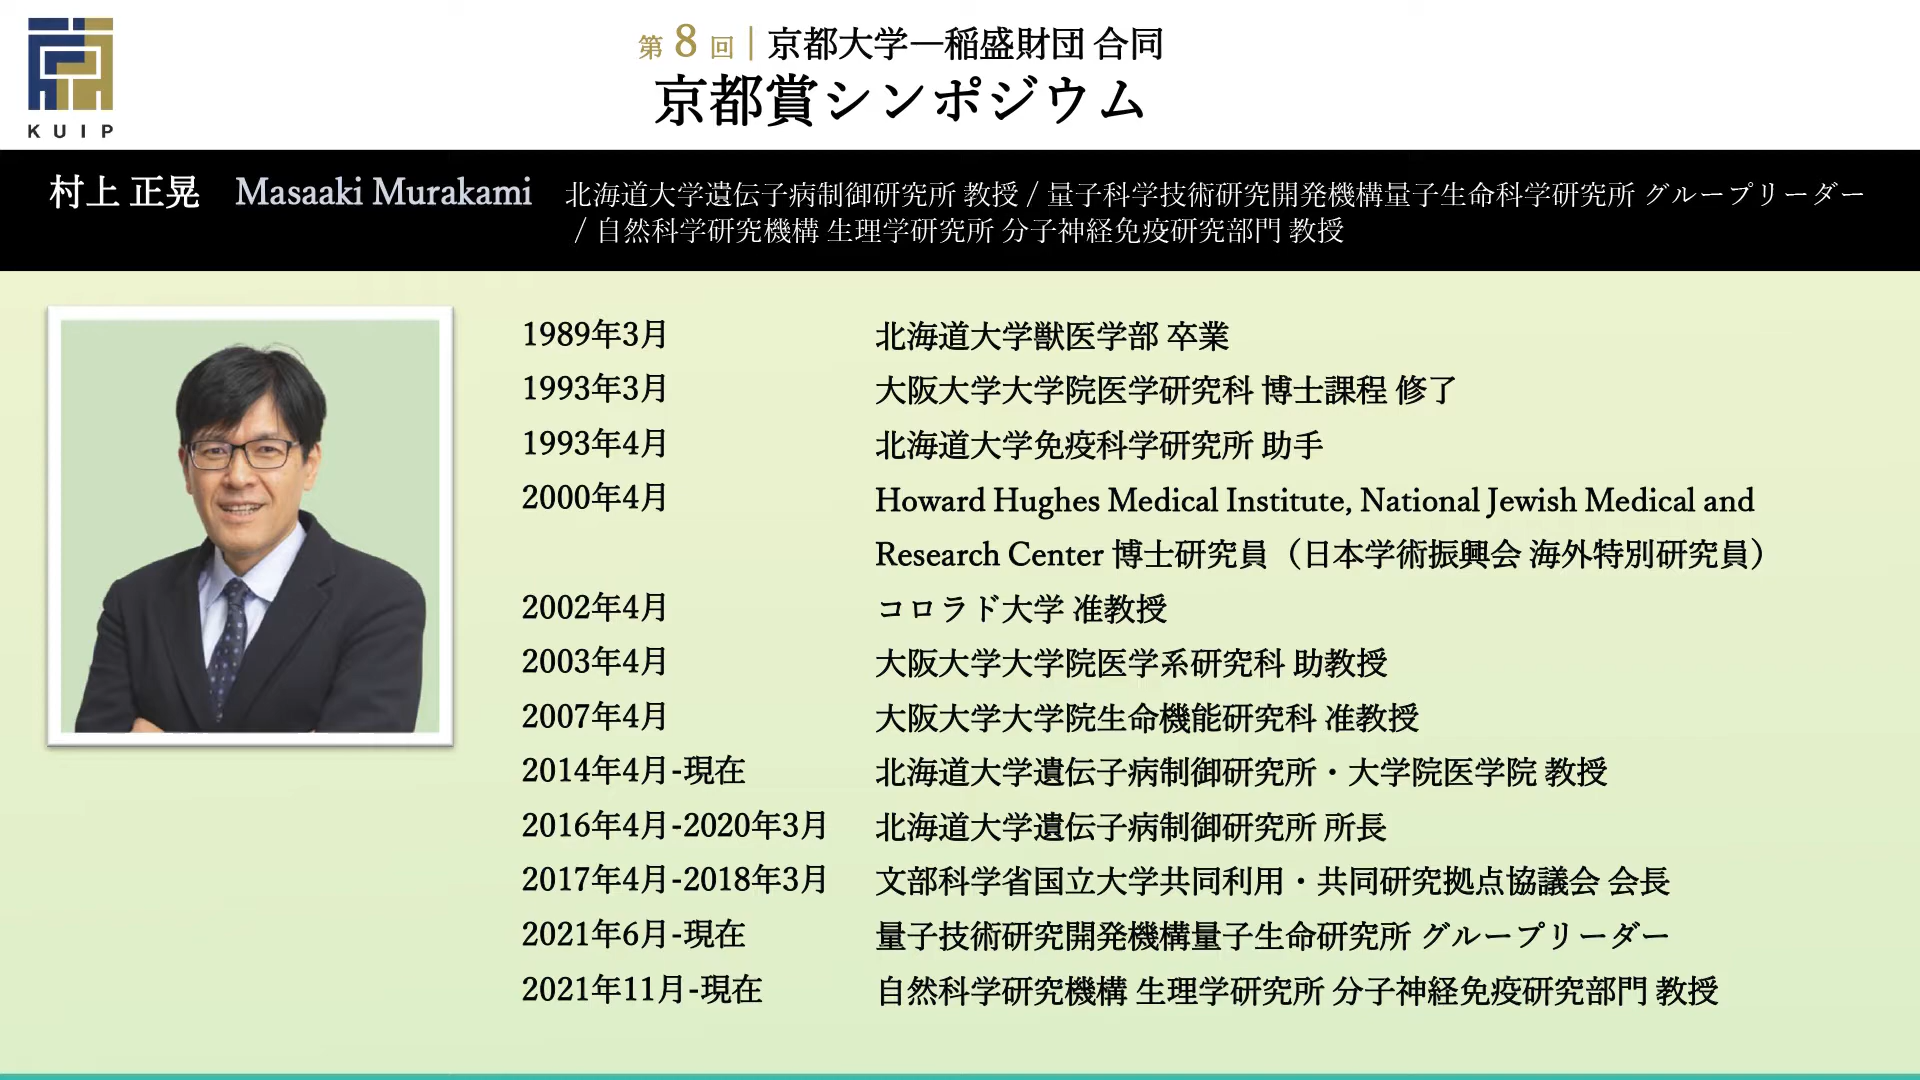 KUIP
第8回｜京都大学―稲盛財団 合同
京都賞シンポジウム
村上 正晃 Masaaki Murakami 北海道大学遺伝子病制御研究所 教授 / 量子科学技術研究開発機構量子生命科学研究所 グループリーダー
/ 自然科学研究機構 生理学研究所 分子神経免疫研究部門 教授
1989年3月 北海道大学獣医学部 卒業
1993年3月 大阪大学大学院医学研究科 博士課程 修了
1993年4月 北海道大学免疫科学研究所 助手
2000年4月 Howard Hughes Medical Institute, National Jewish Medical and
Research Center 博士研究員（日本学術振興会 海外特別研究員）
2002年4月 コロラド大学 准教授
2003年4月 大阪大学大学院医学系研究科 助教授
2007年4月 大阪大学大学院生命機能研究科 准教授
2014年4月-現在 北海道大学遺伝子病制御研究所・大学院医学院 教授
2016年4月-2020年3月 北海道大学遺伝子病制御研究所 所長
2017年4月-2018年3月 文部科学省国立大学共同利用・共同研究拠点協議会 会長
2021年6月-現在 量子技術研究開発機構量子生命研究所 グループリーダー
2021年11月-現在 自然科学研究機構 生理学研究所 分子神経免疫研究部門 教授